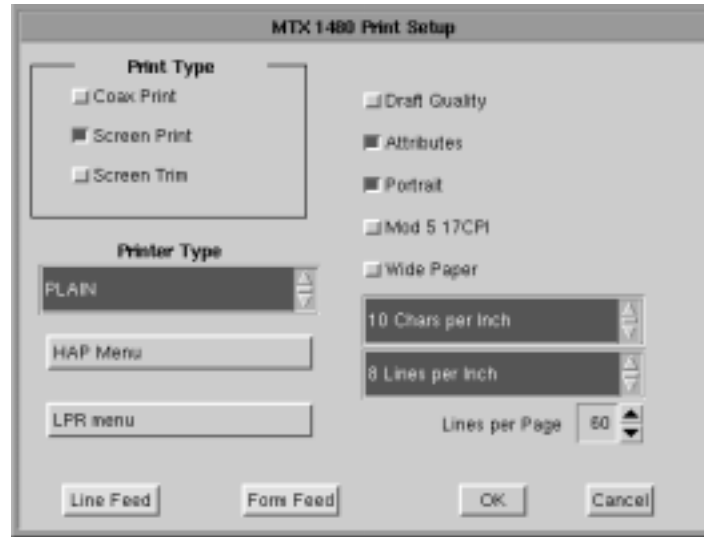 MTX 1480 Print Setup
Print Type
Coax Print
Screen Print
Screen Trim
Printer Type
PLAIN
HAP Menu
LPR menu
Draft Quality
Attributes
Portrait
Mod 5 17CPI
Wide Paper
10 Chars per Inch
8 Lines per Inch
Lines per Page 60
Line Feed Form Feed OK Cancel